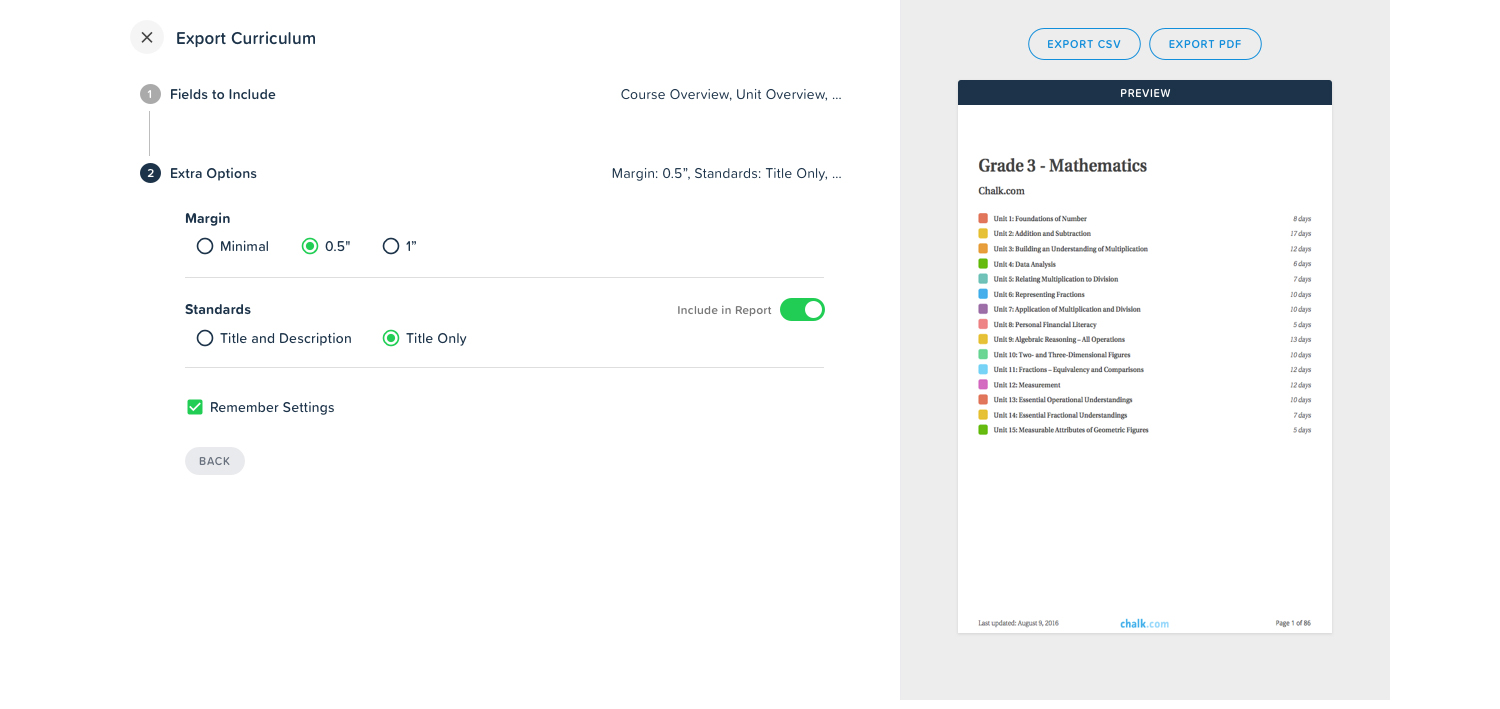 Export Curriculum
1 Fields to Include
Course Overview, Unit Overview, ...
2 Extra Options
Margin: 0.5", Standards: Title Only, ...
Margin
Minimal 0.5" 1”
Standards
Include in Report
Title and Description Title Only
Remember Settings
BACK
EXPORT CSV EXPORT PDF
PREVIEW
Grade 3 - Mathematics
Chalk.com
Unit 1: Foundations of Number 8 days
Unit 2: Addition and Subtraction 17 days
Unit 3: Building an Understanding of Multiplication 12 days
Unit 4: Data Analysis 6 days
Unit 5: Relating Multiplication to Division 7 days
Unit 6: Representing Fractions 10 days
Unit 7: Application of Multiplication and Division 10 days
Unit 8: Personal Financial Literacy 5 days
Unit 9: Algebraic Reasoning – All Operations 13 days
Unit 10: Two- and Three-Dimensional Figures 10 days
Unit 11: Fractions – Equivalency and Comparisons 12 days
Unit 12: Measurement 12 days
Unit 13: Essential Operational Understandings 10 days
Unit 14: Essential Fractional Understandings 7 days
Unit 15: Measurable Attributes of Geometric Figures 5 days
Last updated: August 9, 2016 chalk.com Page 1 of 86